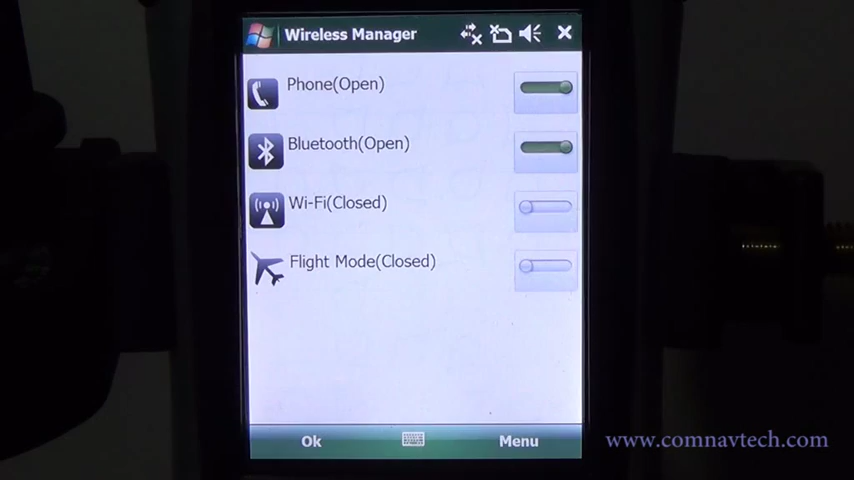 Wireless Manager
Phone(Open)
Bluetooth(Open)
Wi-Fi(Closed)
Flight Mode(Closed)
Ok
Menu
www.comnavtech.com